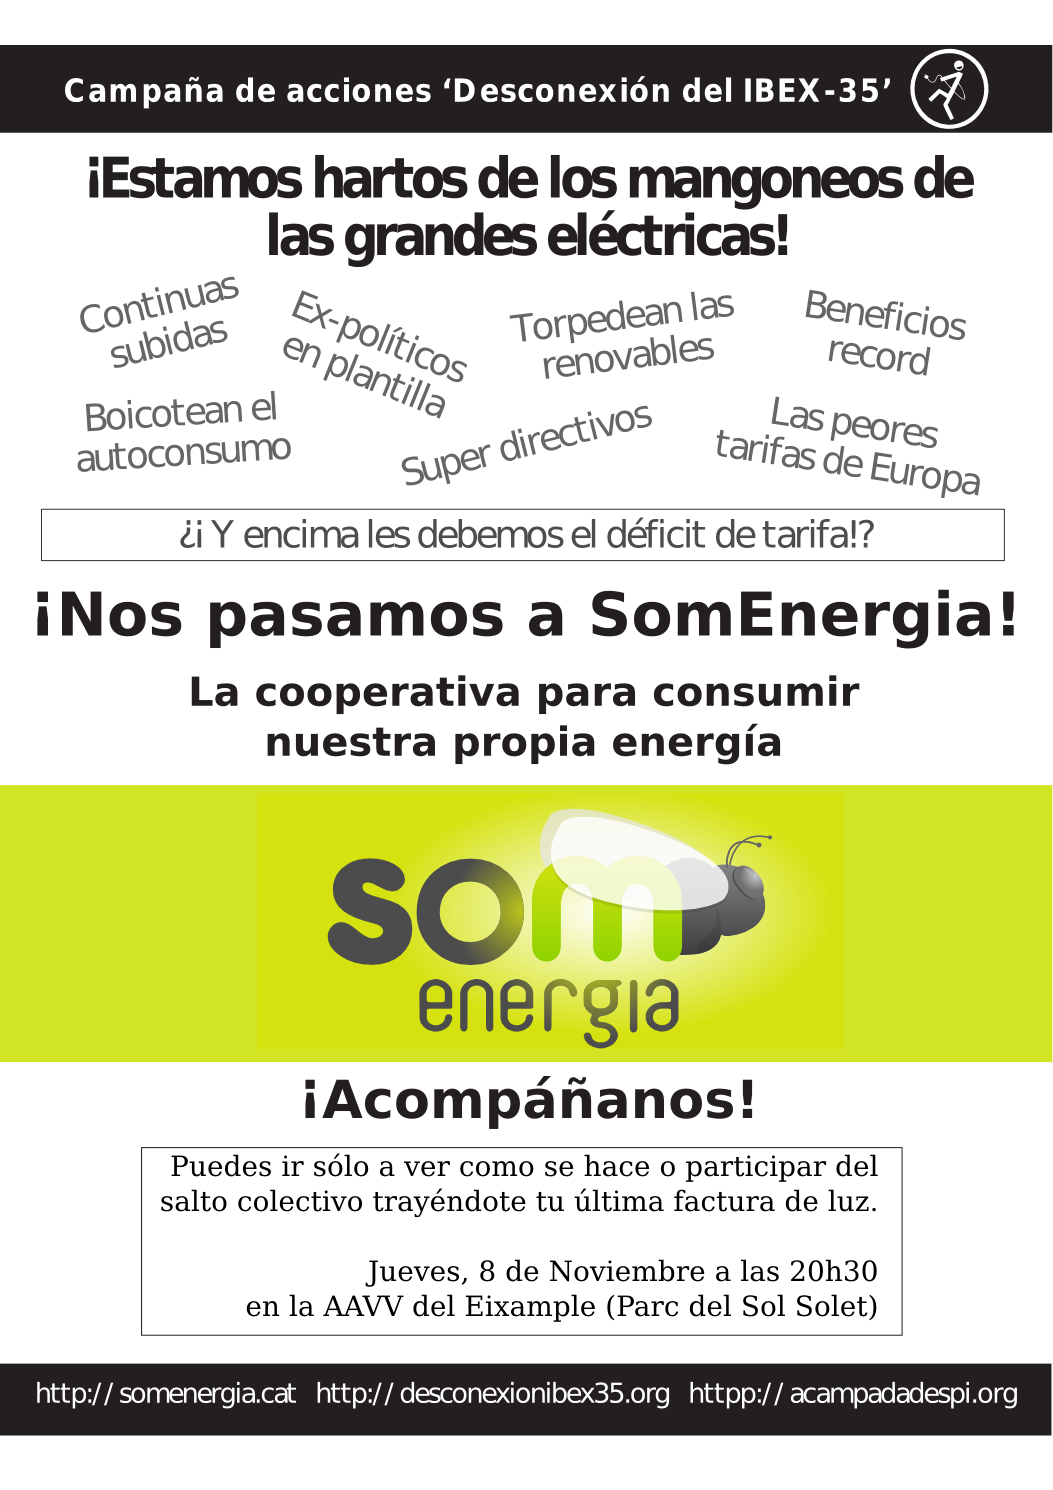 Campaña de acciones ‘Desconexión del IBEX-35’
¡Estamos hartos de los mangoneos de
las grandes eléctricas!
Continuas
subidas
Ex-políticos
en plantilla
Torpedean las
renovables
Beneficios
record
Boicotean el
autoconsumo
Super directivos
Las peores
tarifas de Europa
¿¡ Y encima les debemos el déficit de tarifa!?
¡Nos pasamos a SomEnergia!
La cooperativa para consumir
nuestra propia energía
som
energia
¡Acompáñanos!
Puedes ir sólo a ver como se hace o participar del
salto colectivo trayéndote tu última factura de luz.
Jueves, 8 de Noviembre a las 20h30
en la AAVV del Eixample (Parc del Sol Solet)
http://somenergia.cat http://desconexionibex35.org httpp://acampadadespi.org